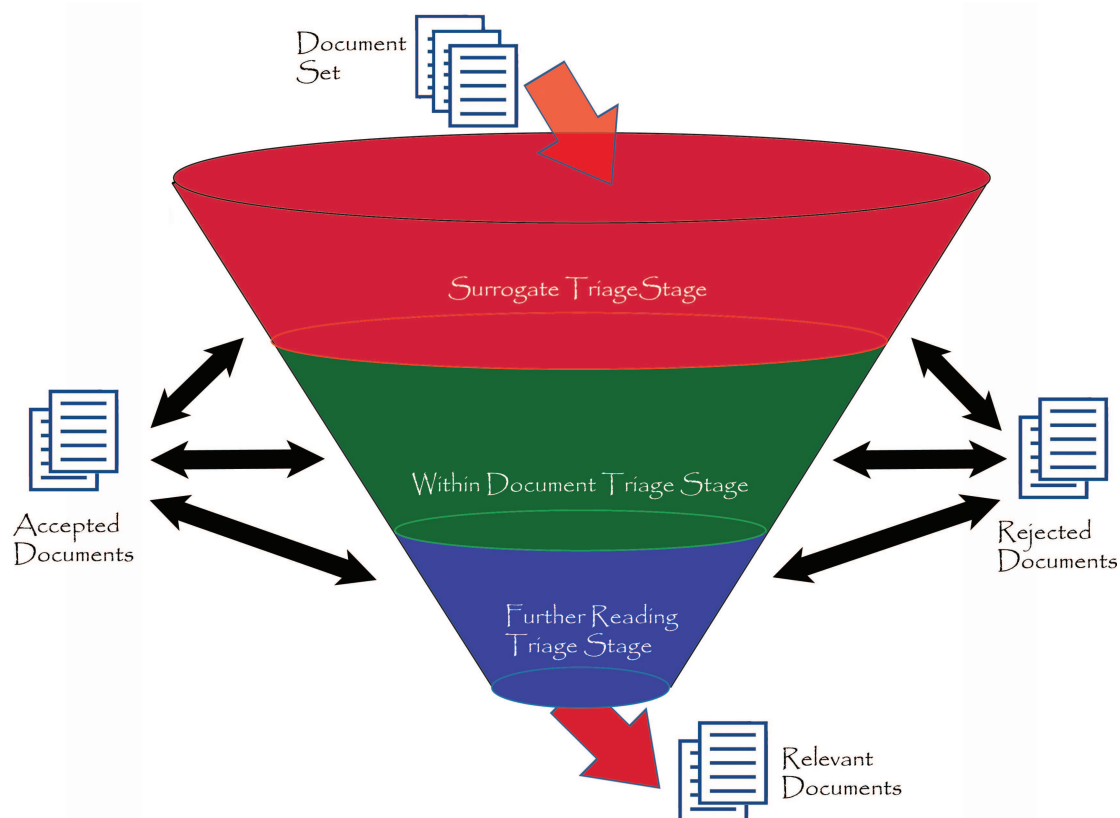 Document
Set
Surrogate TriageStage
Within Document Triage Stage
Accepted
Documents
Rejected
Documents
Further Reading
Triage Stage
Relevant
Documents